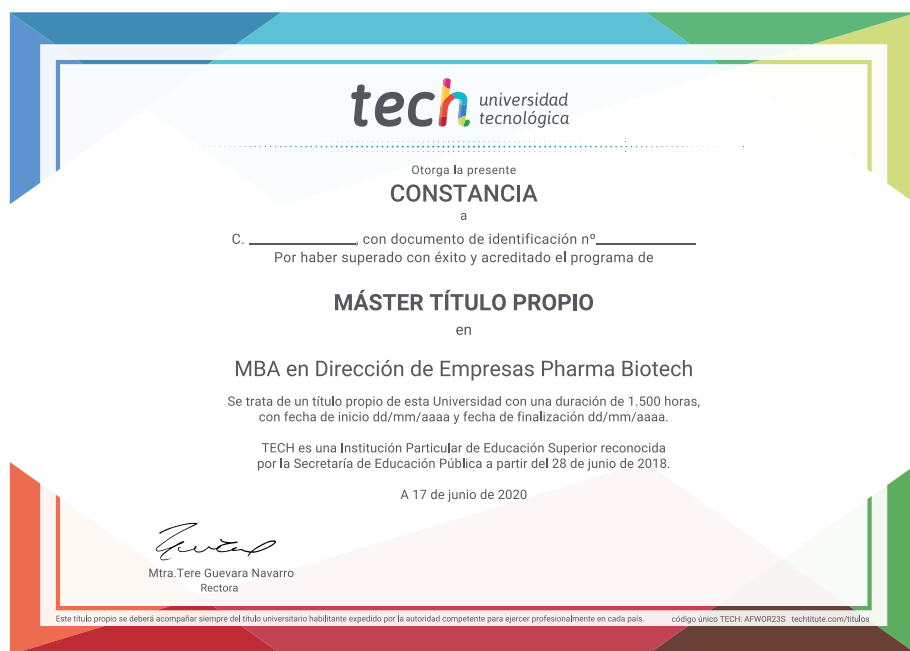 tech universidad
tecnológica
Otorga la presente
CONSTANCIA
a
C. ______________, con documento de identificación nº_____________
Por haber superado con éxito y acreditado el programa de
MÁSTER TÍTULO PROPIO
en
MBA en Dirección de Empresas Pharma Biotech
Se trata de un título propio de esta Universidad con una duración de 1.500 horas,
con fecha de inicio dd/mm/aaaa y fecha de finalización dd/mm/aaaa.
TECH es una Institución Particular de Educación Superior reconocida
por la Secretaría de Educación Pública a partir del 28 de junio de 2018.
A 17 de junio de 2020
Mtra.Tere Guevara Navarro
Rectora
Este título propio se deberá acompañar siempre del título universitario habilitante expedido por la autoridad competente para ejercer profesionalmente en cada país. código único TECH: AFWOR23S techtitute.com/titulos